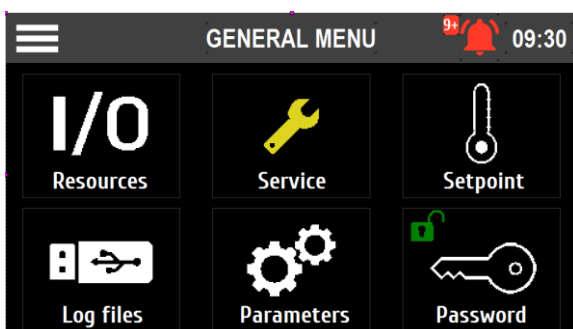 GENERAL MENU
9+
09:30
I/O
Resources
Service
Setpoint
Log files
Parameters
Password